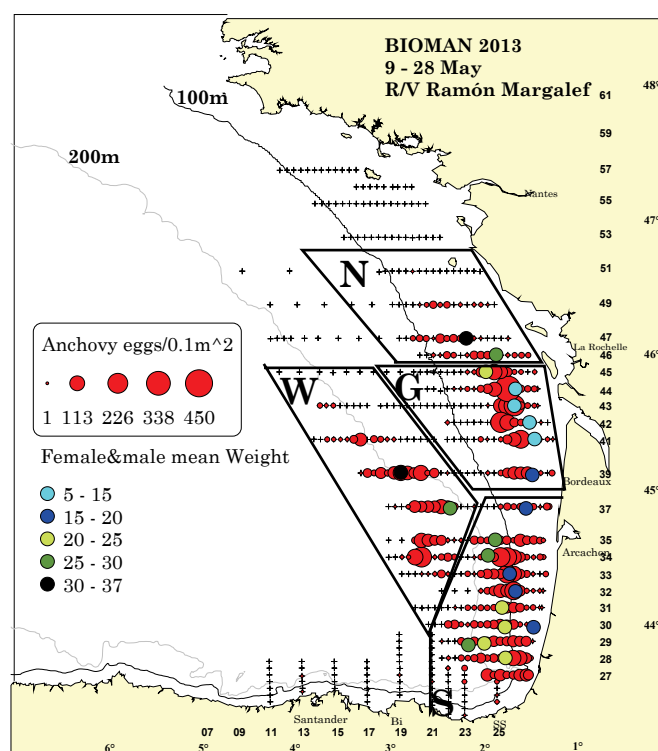 BIOMAN 2013
9 - 28 May
R/V Ramón Margalef
48°
100m
61
59
200m
57
Nantes
55
47°
53
N
51
49
47
La Rochelle
46
46°
Anchovy eggs/0.1m^2
1 113 226 338 450
W
G
45
44
43
42
41
Female&male mean Weight
5 - 15
15 - 20
20 - 25
25 - 30
30 - 37
39
Bordeaux
45°
37
35
Arcachon
34
33
32
31
30
44°
29
28
27
S
Santander
Bi
SS
07 09 11 13 15 17 19 21 23 25
6° 5° 4° 3° 2° 1°